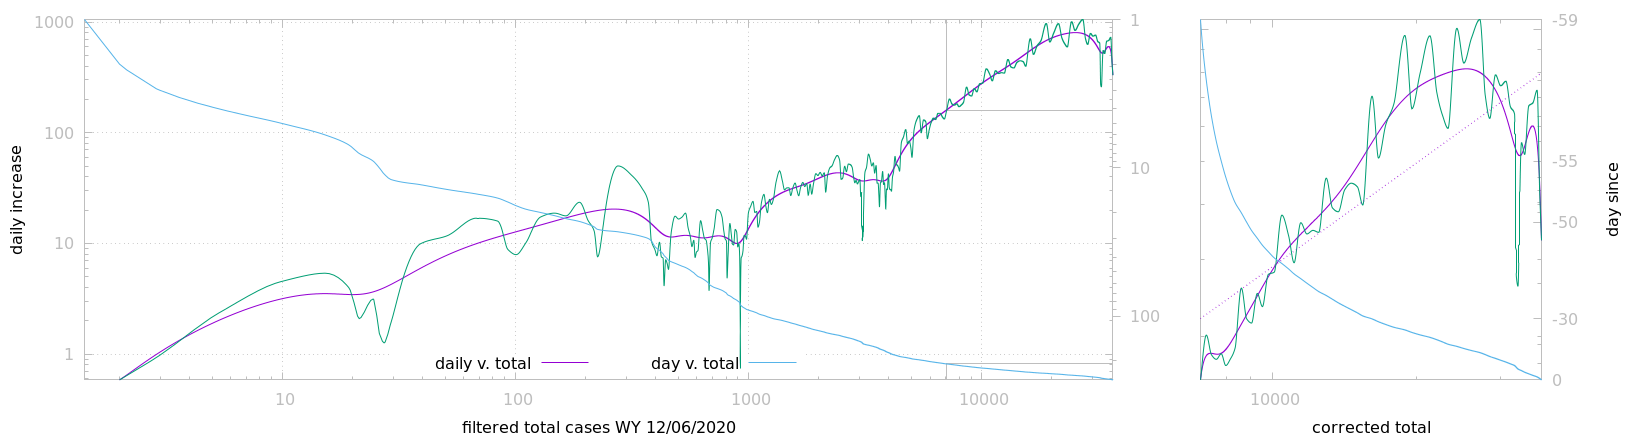 1000
100
10
1
daily increase
10
100
1000
10000
filtered total cases WY 12/06/2020
daily v. total
day v. total
1
10
100
10000
corrected total
-59
-55
-50
-30
0
day since